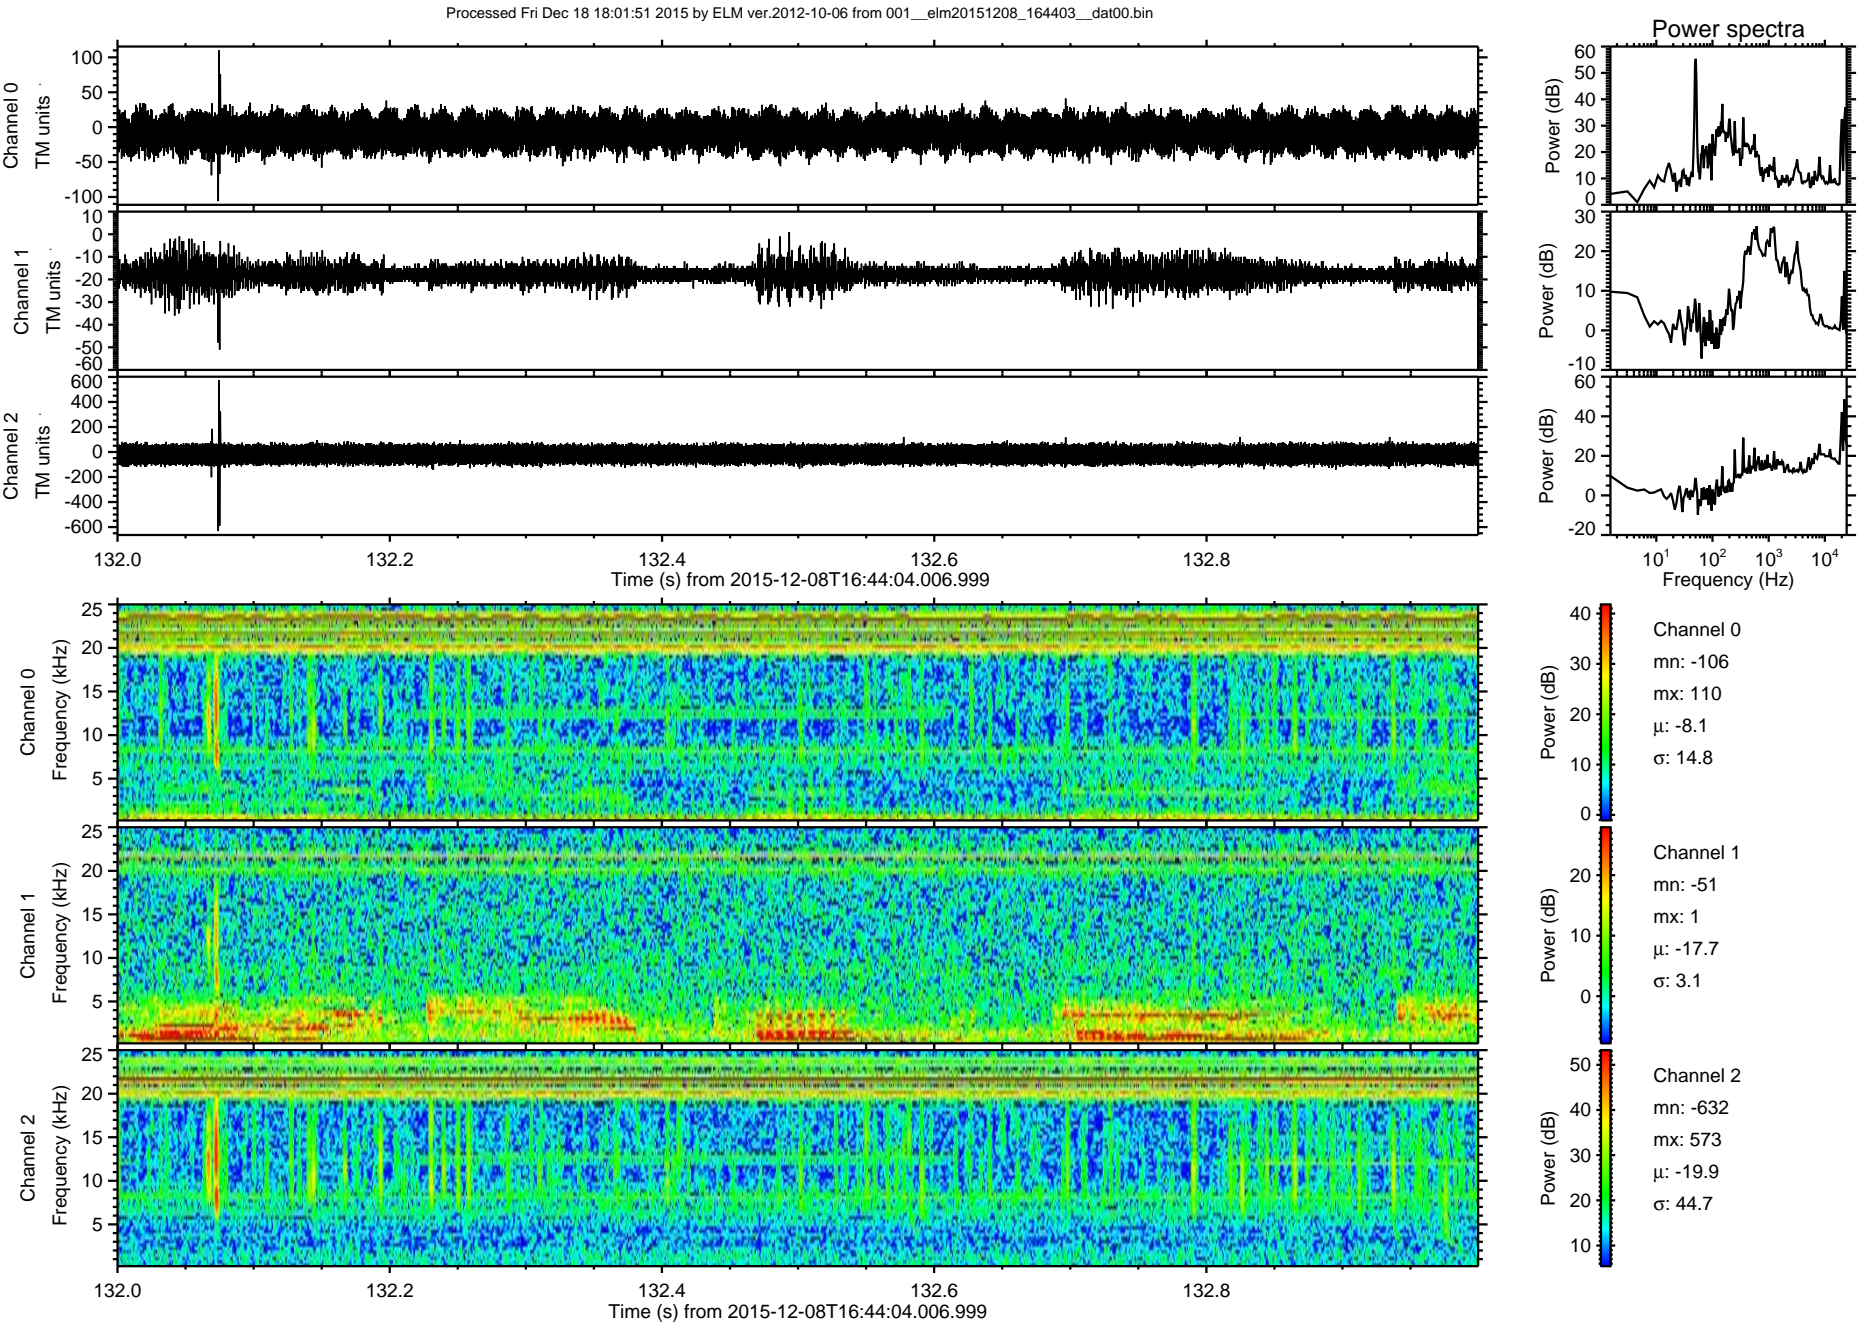 Processed Fri Dec 18 18:01:51 2015 by ELM ver.2012-10-06 from 001__elm20151208_164403__dat00.bin
Power spectra
Channel 0
TM units
100
50
0
-50
-100
Power (dB)
60
50
40
30
20
10
0
Channel 1
TM units
10
0
-10
-20
-30
-40
-50
-60
Power (dB)
30
20
10
0
-10
Channel 2
TM units
600
400
200
0
-200
-400
-600
Power (dB)
60
40
20
0
-20
132.0 132.2 132.4 132.6 132.8
Time (s) from 2015-12-08T16:44:04.006.999
10^1 10^2 10^3 10^4
Frequency (Hz)
Channel 0
Frequency (kHz)
25
20
15
10
5
Power (dB)
40
30
20
10
0
Channel 0
mn: -106
mx: 110
μ: -8.1
σ: 14.8
Channel 1
Frequency (kHz)
25
20
15
10
5
Power (dB)
20
10
0
Channel 1
mn: -51
mx: 1
μ: -17.7
σ: 3.1
Channel 2
Frequency (kHz)
25
20
15
10
5
Power (dB)
50
40
30
20
10
Channel 2
mn: -632
mx: 573
μ: -19.9
σ: 44.7
132.0 132.2 132.4 132.6 132.8
Time (s) from 2015-12-08T16:44:04.006.999